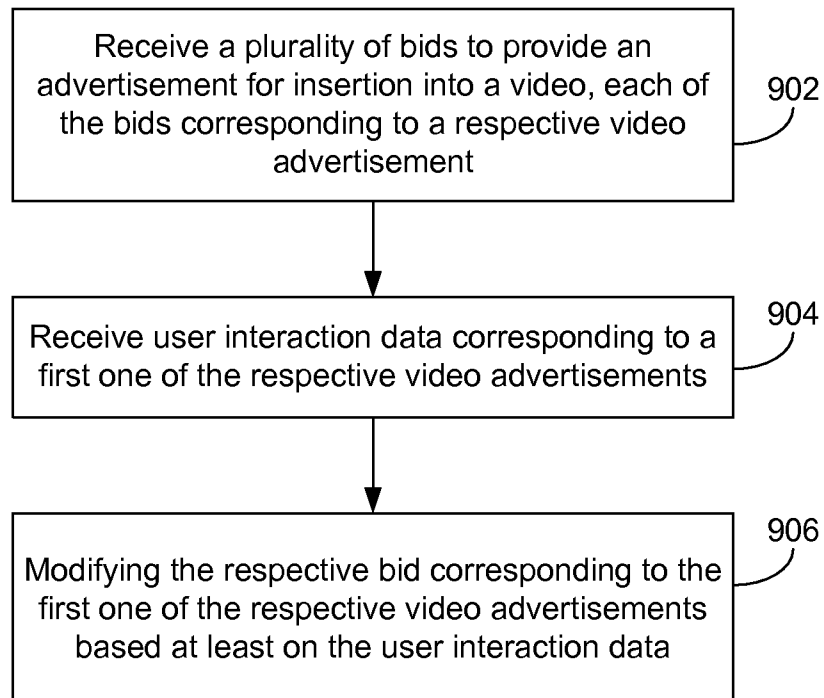 Receive a plurality of bids to provide an
advertisement for insertion into a video, each of
the bids corresponding to a respective video
advertisement
902
Receive user interaction data corresponding to a
first one of the respective video advertisements
904
Modifying the respective bid corresponding to the
first one of the respective video advertisements
based at least on the user interaction data
906